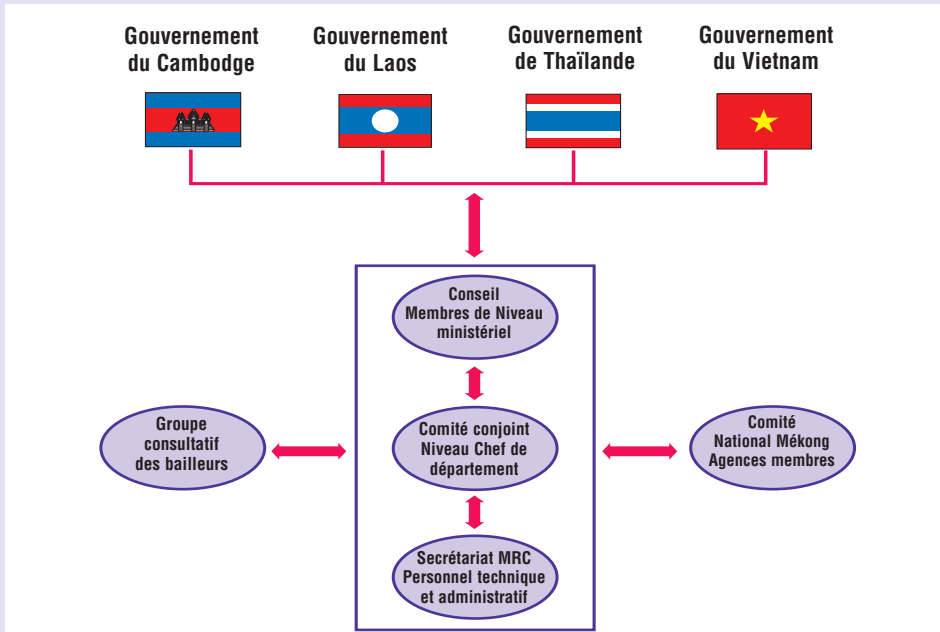 Gouvernement
du Cambodge
Gouvernement
du Laos
Gouvernement
de Thaïlande
Gouvernement
du Vietnam
Conseil
Membres de Niveau
ministériel
Groupe
consultatif
des bailleurs
Comité conjoint
Niveau Chef de
département
Comité
National Mékong
Agences membres
Secrétariat MRC
Personnel technique
et administratif